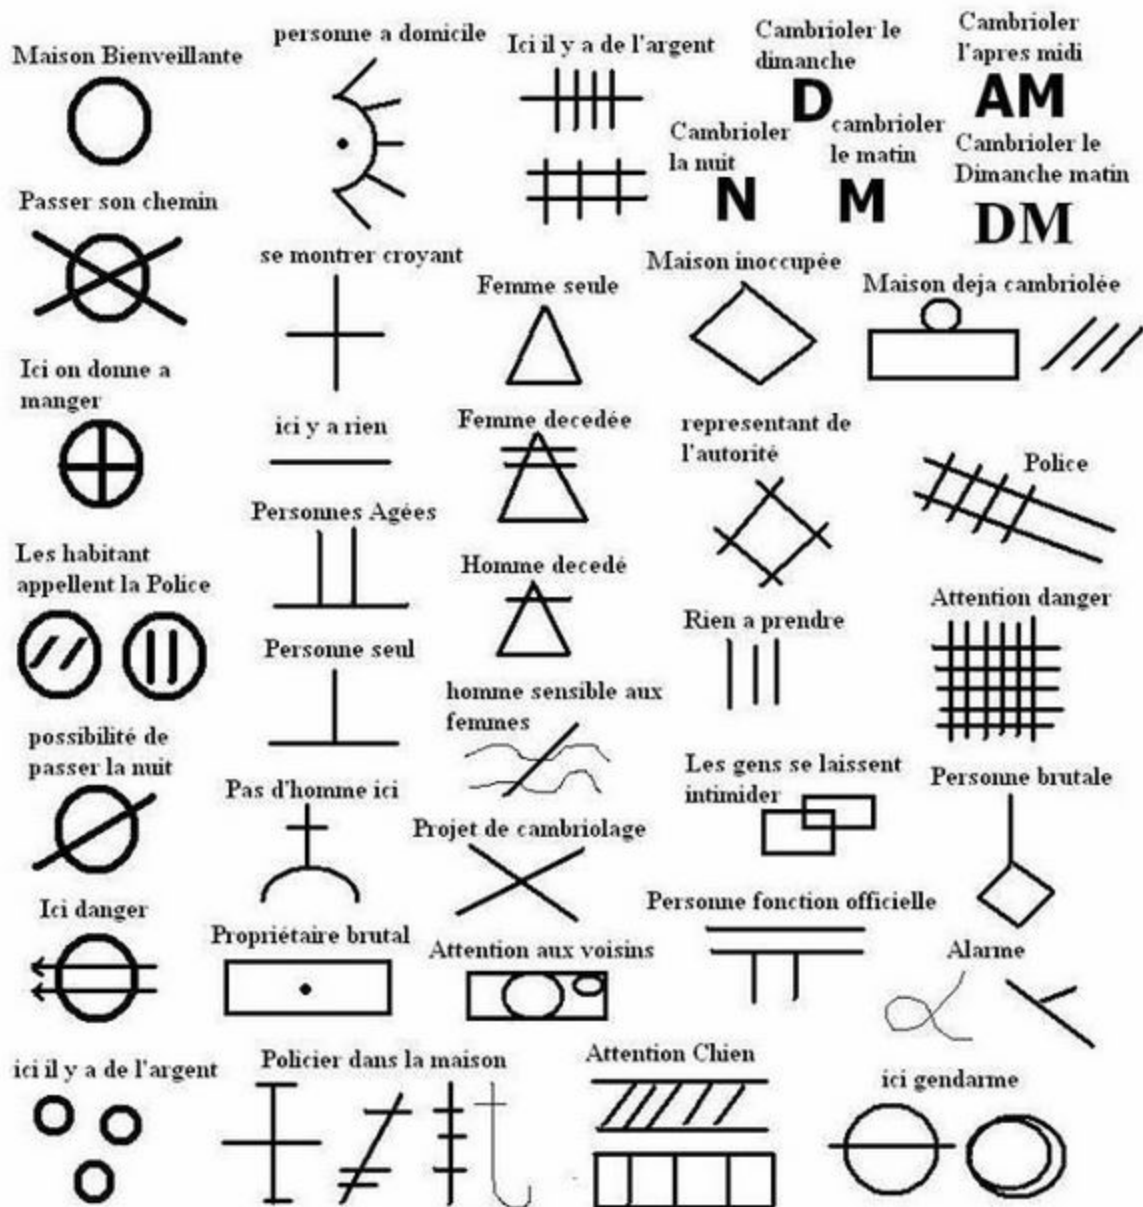 Maison Bienveillante
personne a domicile
Ici il y a de l'argent
Cambrioler le
dimanche
D
Cambrioler
l'apres midi
AM
Cambrioler
la nuit
N
cambrioler
le matin
M
Cambrioler le
Dimanche matin
DM
Passer son chemin
se montrer croyant
Femme seule
Maison inoccupée
Maison deja cambriolée
Ici on donne a
manger
ici y a rien
Femme decedée
representant de
l'autorité
Police
Personnes Agées
Les habitant
appellent la Police
Homme decedé
Attention danger
Rien a prendre
Personne seul
homme sensible aux
femmes
possibilité de
passer la nuit
Les gens se laissent
intimider
Personne brutale
Pas d'homme ici
Projet de cambriolage
Ici danger
Personne fonction officielle
Propriétaire brutal
Attention aux voisins
Alarme
ici il y a de l'argent
Policier dans la maison
Attention Chien
ici gendarme